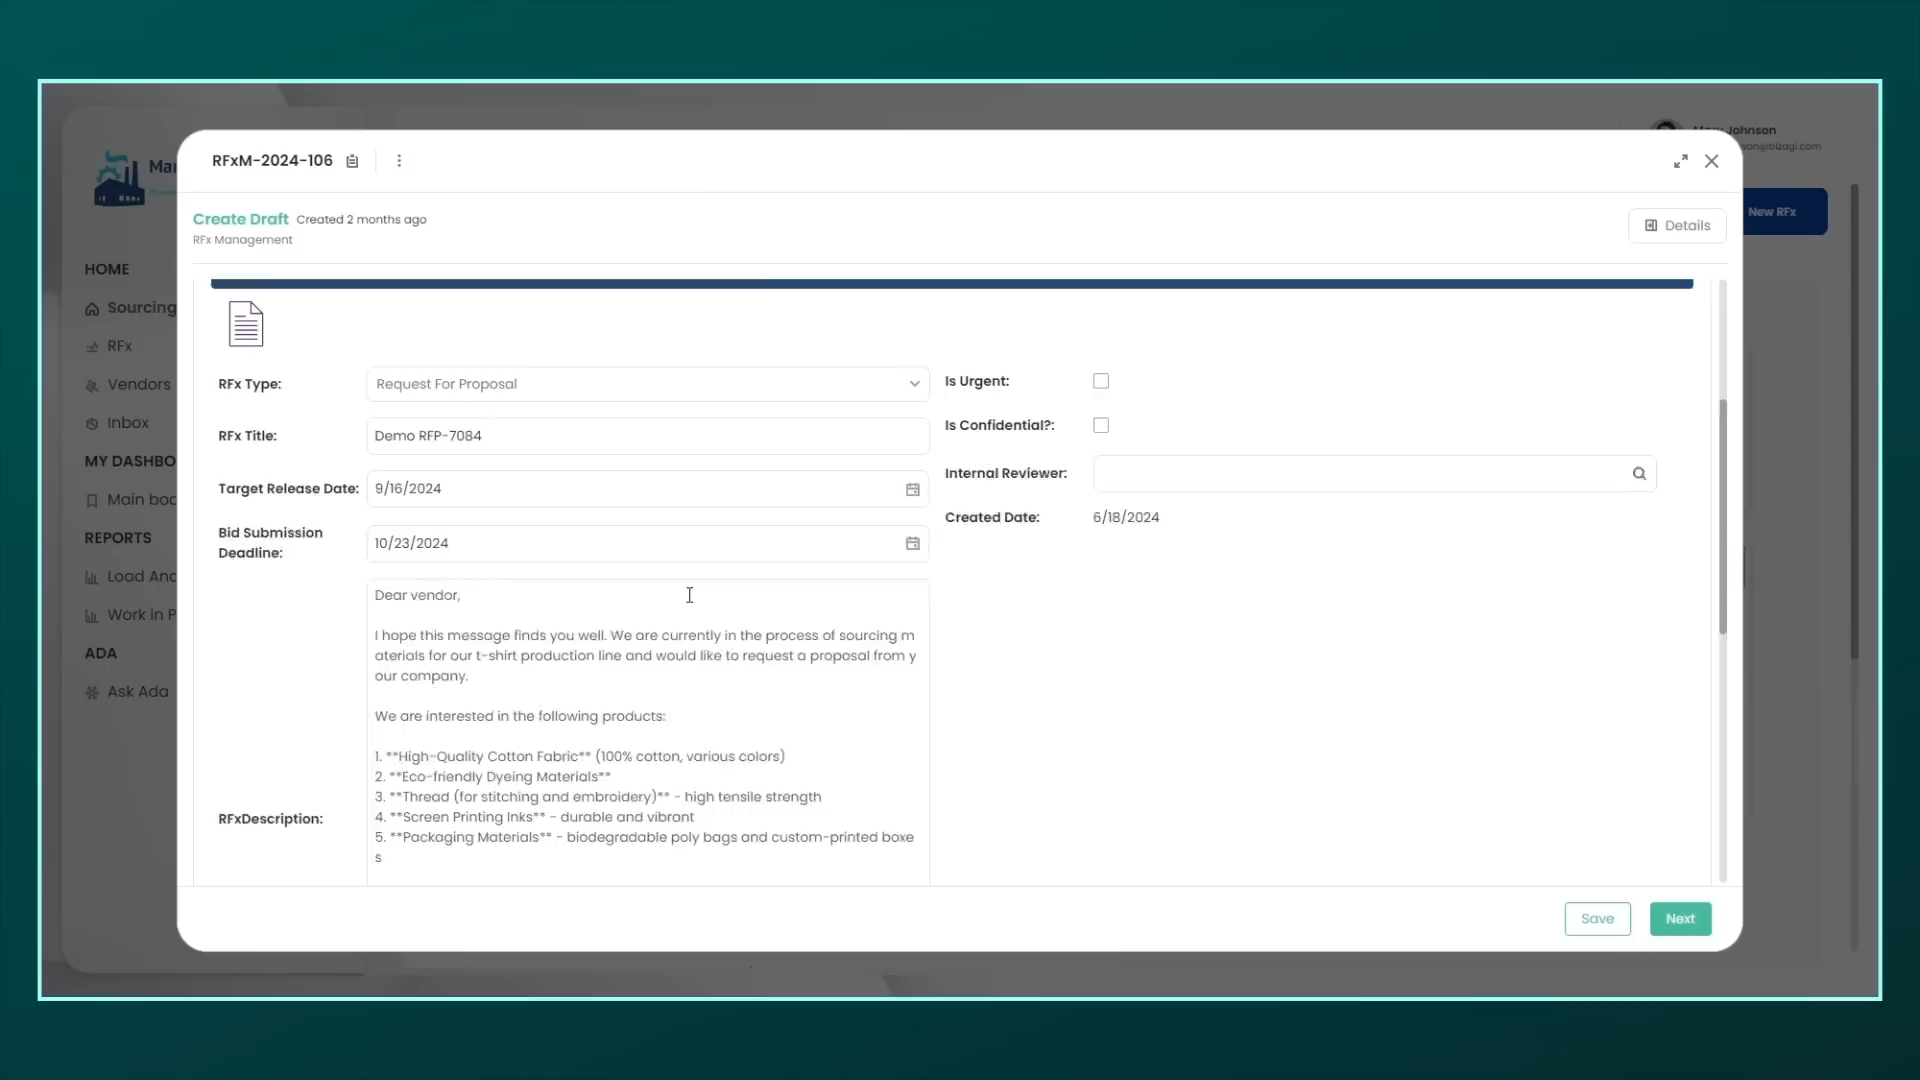 Johnson
son@bizagi.com
RFxM-2024-106
Create Draft Created 2 months ago
RFx Management
Details
New RFx
HOME
Sourcing
RFx
Vendors
Inbox
MY DASHBO
Main boo
REPORTS
Load Ana
Work in P
ADA
Ask Ada
RFx Type:
Request For Proposal
RFx Title:
Demo RFP-7084
Target Release Date:
9/16/2024
Bid Submission
Deadline:
10/23/2024
Is Urgent:
Is Confidential?:
Internal Reviewer:
Created Date:
6/18/2024
RFxDescription:
Dear vendor,
I hope this message finds you well. We are currently in the process of sourcing m
aterials for our t-shirt production line and would like to request a proposal from y
our company.
We are interested in the following products:
1. **High-Quality Cotton Fabric** (100% cotton, various colors)
2. **Eco-friendly Dyeing Materials**
3. **Thread (for stitching and embroidery)** - high tensile strength
4. **Screen Printing Inks** - durable and vibrant
5. **Packaging Materials** - biodegradable poly bags and custom-printed boxe
s
Save
Next